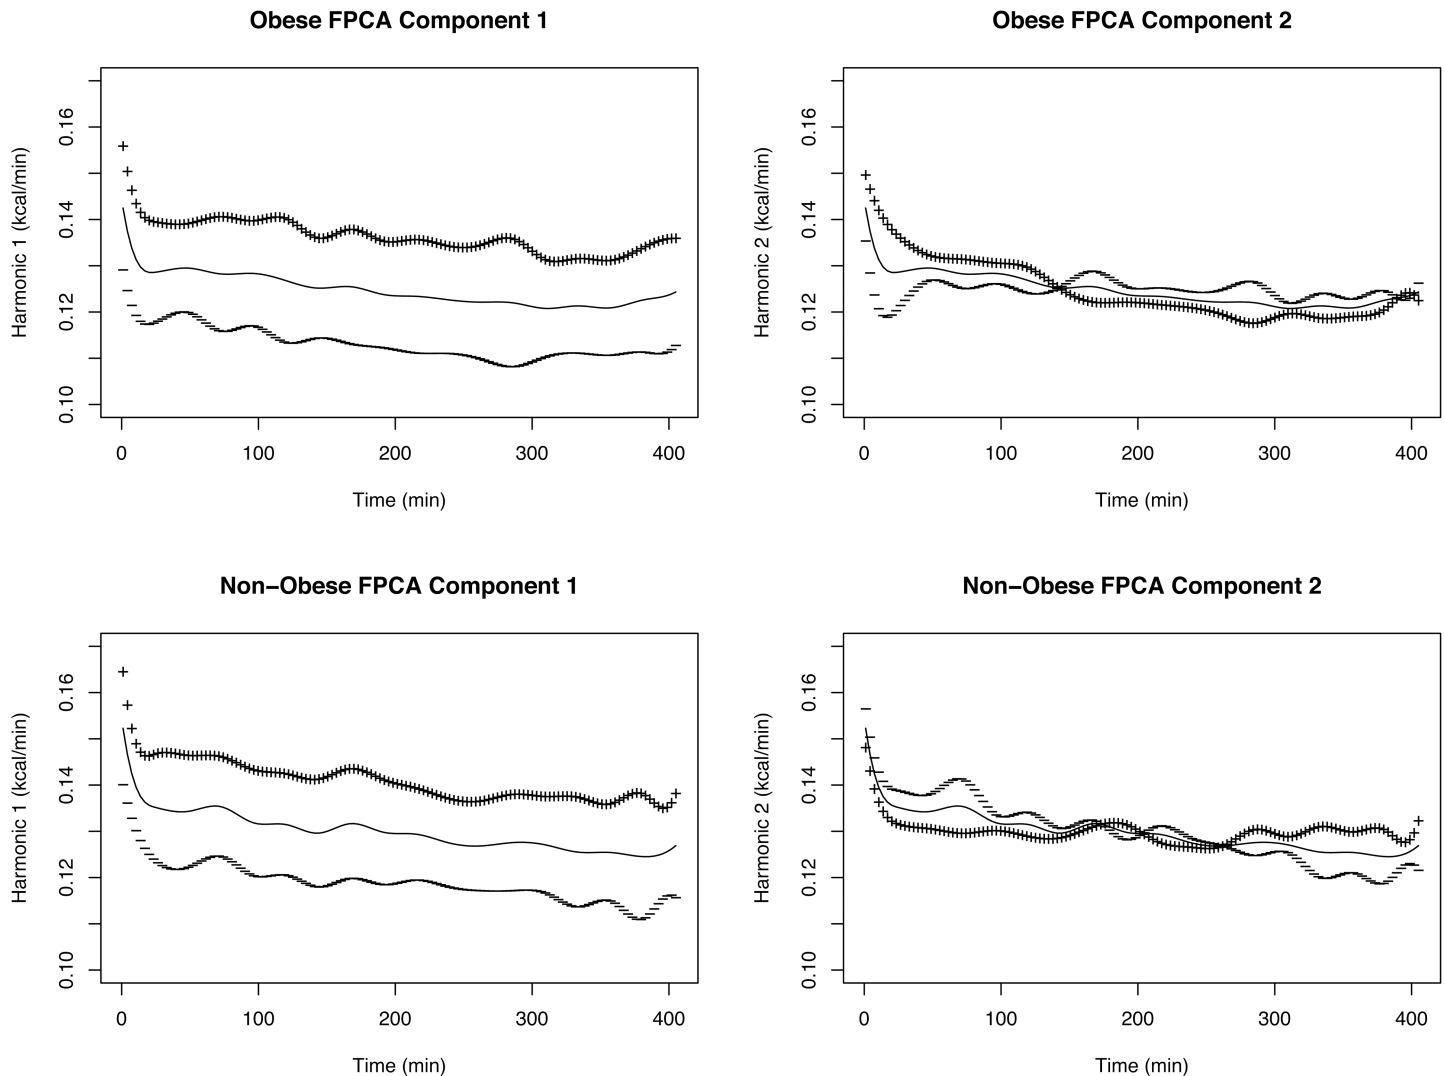 Obese FPCA Component 1
Harmonic 1 (kcal/min)
0.16
0.14
0.12
0.10
0 100 200 300 400
Time (min)
Obese FPCA Component 2
Harmonic 2 (kcal/min)
0.16
0.14
0.12
0.10
0 100 200 300 400
Time (min)
Non−Obese FPCA Component 1
Harmonic 1 (kcal/min)
0.16
0.14
0.12
0.10
0 100 200 300 400
Time (min)
Non−Obese FPCA Component 2
Harmonic 2 (kcal/min)
0.16
0.14
0.12
0.10
0 100 200 300 400
Time (min)